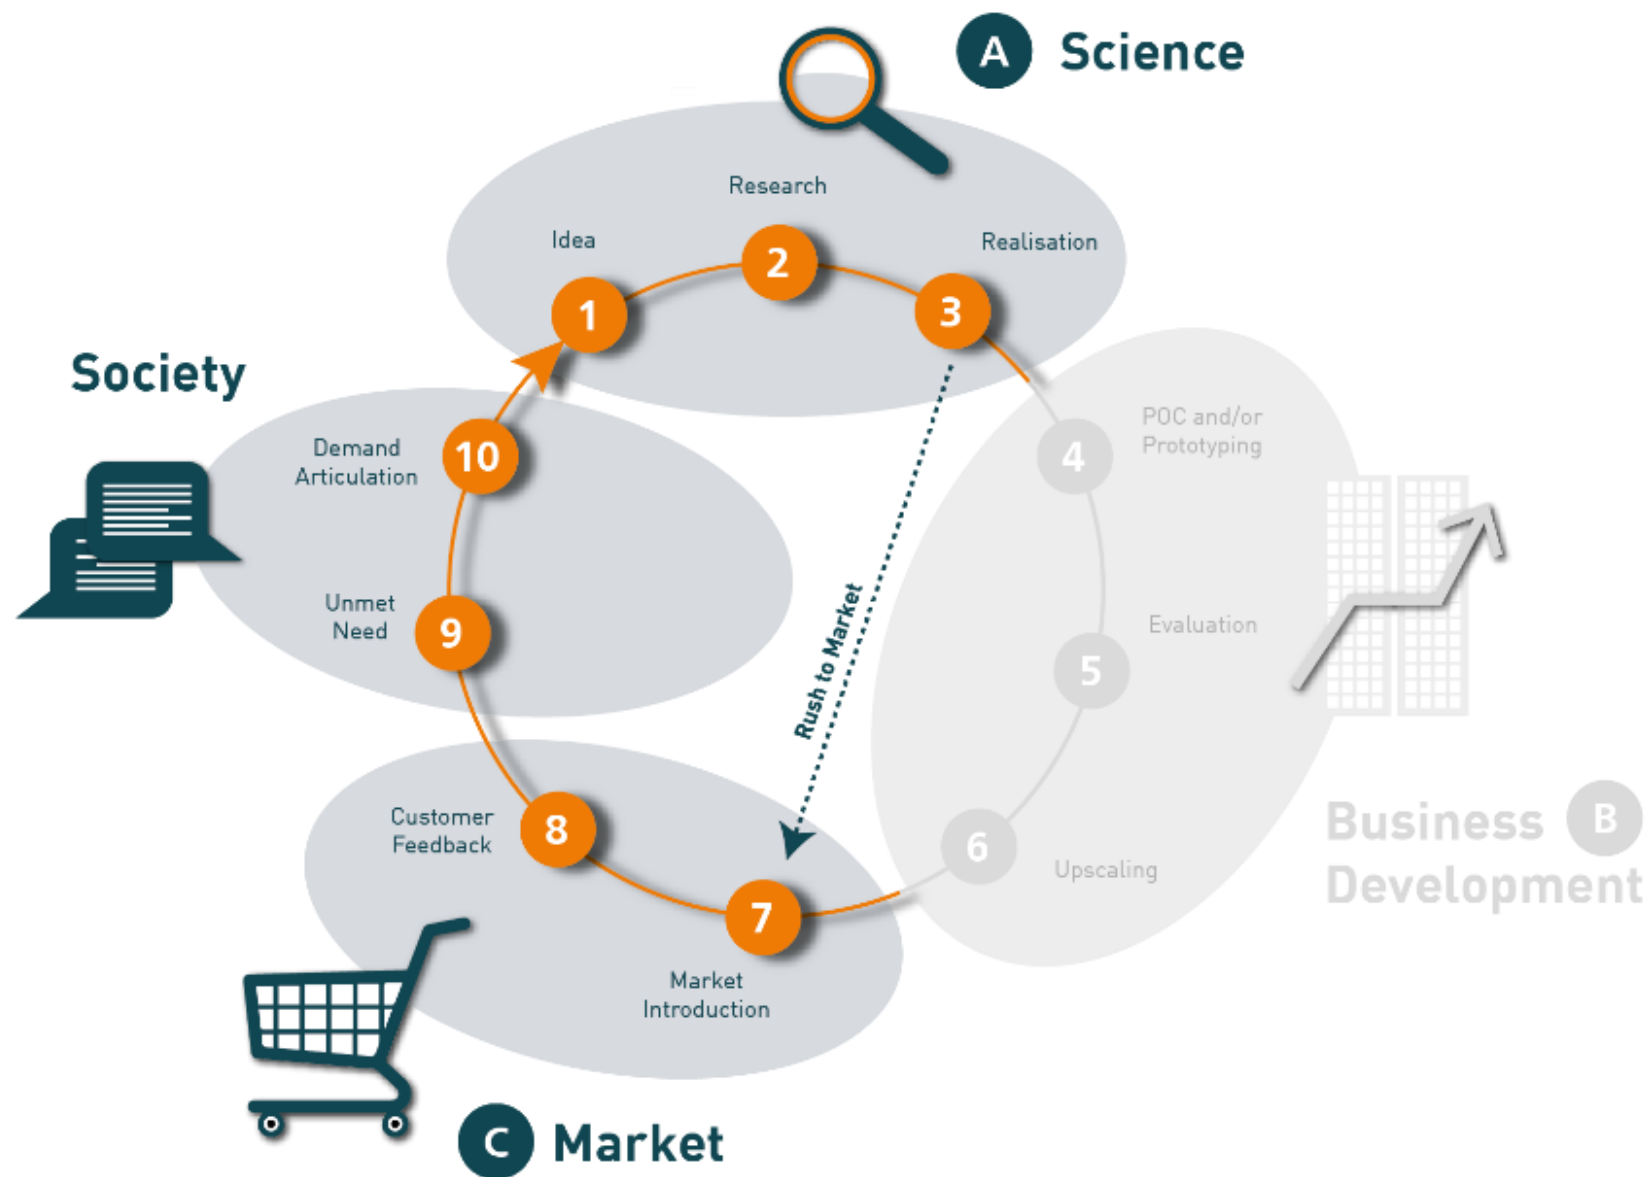 A Science
Research
Idea
Realisation
1
2
3
Society
Demand
Articulation
10
POC and/or
Prototyping
4
Unmet
Need
9
Rush to Market
Evaluation
5
Customer
Feedback
8
6
Upscaling
Business B
Development
7
Market
Introduction
C Market